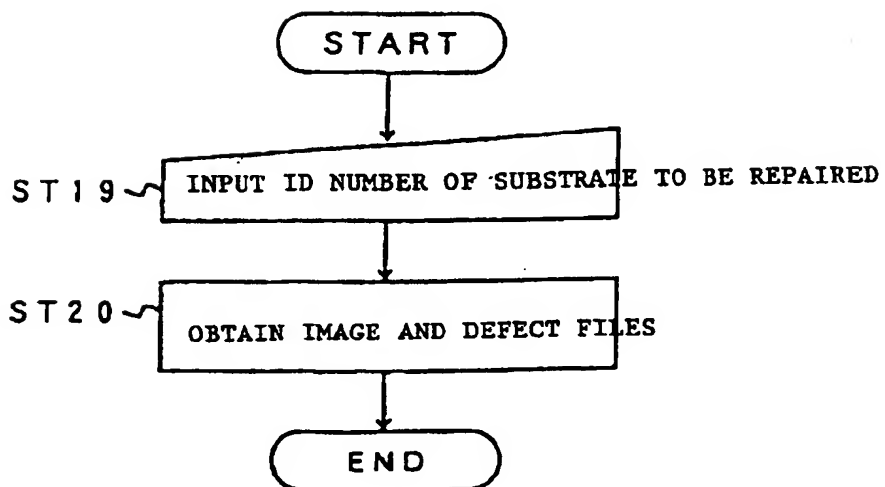 START
ST19 INPUT ID NUMBER OF SUBSTRATE TO BE REPAIRED
ST20 OBTAIN IMAGE AND DEFECT FILES
END